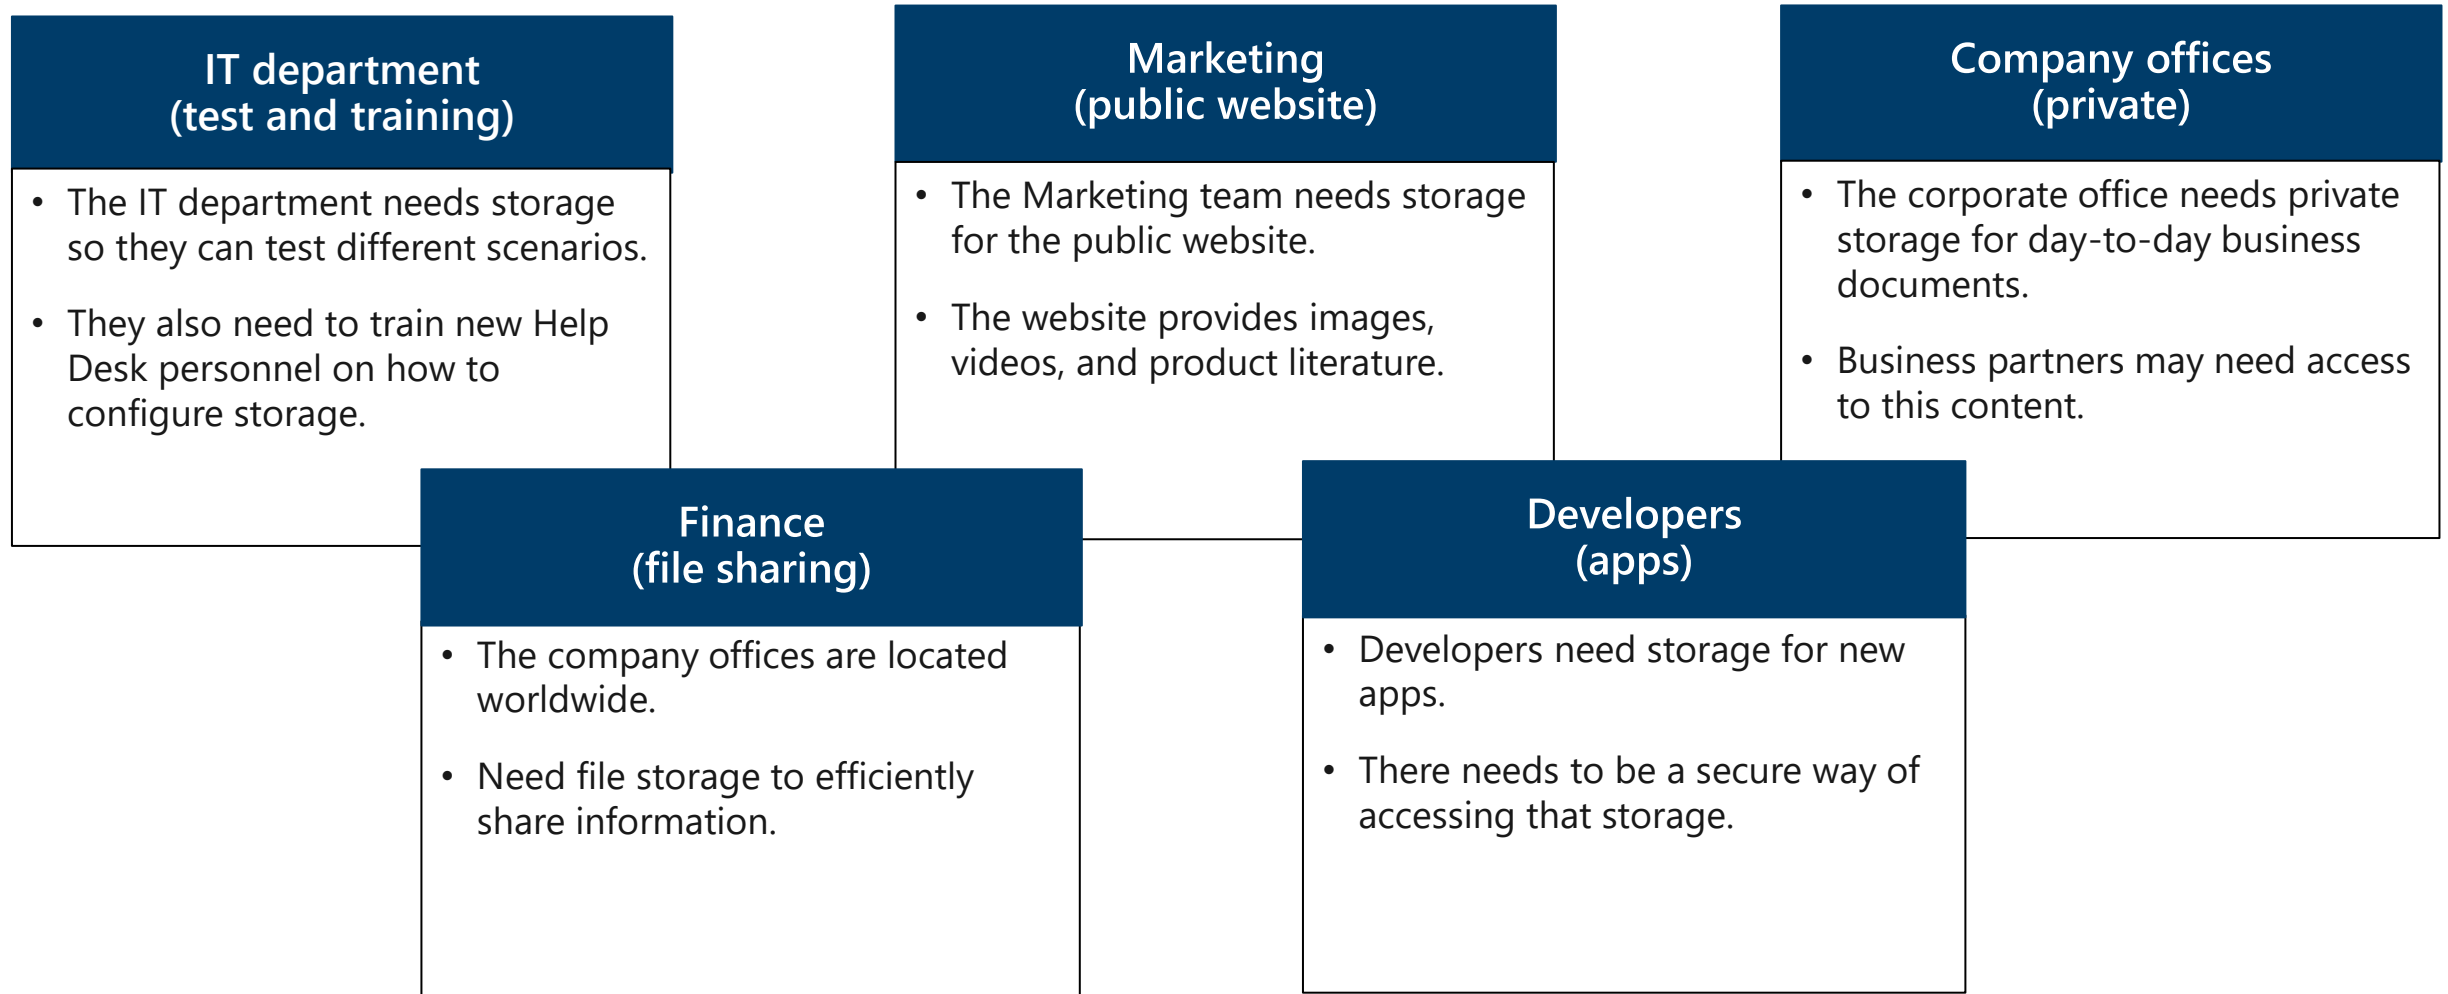 IT department
(test and training)
• The IT department needs storage
so they can test different scenarios.
• They also need to train new Help
Desk personnel on how to
configure storage.
Marketing
(public website)
• The Marketing team needs storage
for the public website.
• The website provides images,
videos, and product literature.
Company offices
(private)
• The corporate office needs private
storage for day-to-day business
documents.
• Business partners may need access
to this content.
Finance
(file sharing)
• The company offices are located
worldwide.
• Need file storage to efficiently
share information.
Developers
(apps)
• Developers need storage for new
apps.
• There needs to be a secure way of
accessing that storage.